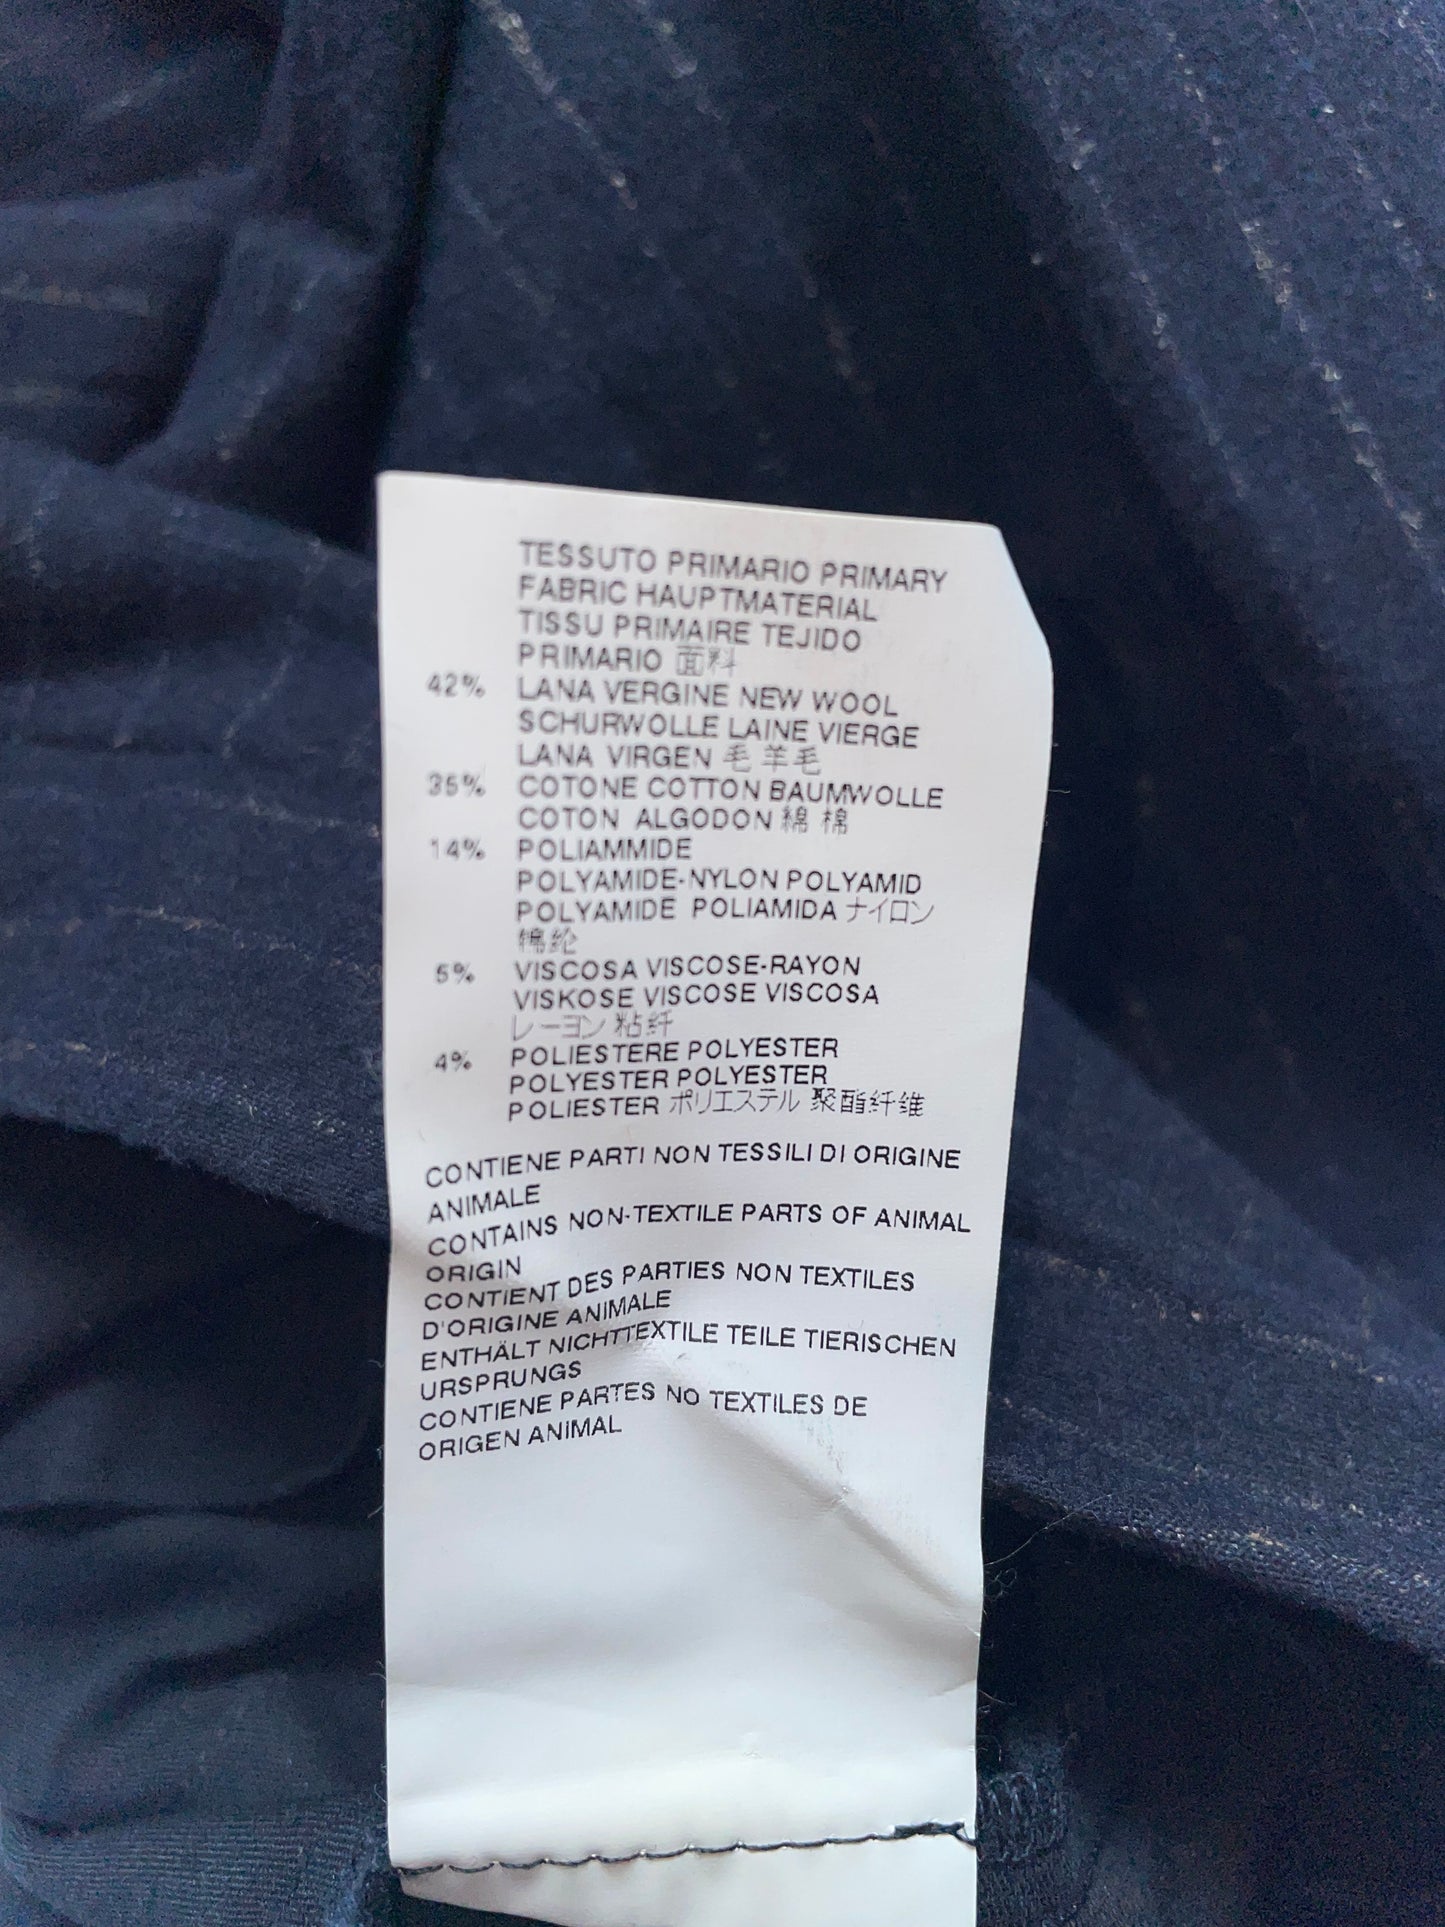 TESSUTO PRIMARIO PRIMARY
FABRIC HAUPTMATERIAL
TISSU PRIMAIRE TEJIDO
PRIMARIO 面料
42% LANA VERGINE NEW WOOL
SCHURWOLLE LAINE VIERGE
LANA VIRGEN 毛 羊毛
35% COTONE COTTON BAUMWOLLE
COTON ALGODON 綿 棉
14% POLIAMMIDE
POLYAMIDE-NYLON POLYAMID
POLYAMIDE POLIAMIDA ナイロン
锦纶
5% VISCOSA VISCOSE-RAYON
VISKOSE VISCOSE VISCOSA
レーヨン 粘纤
4% POLIESTERE POLYESTER
POLYESTER POLYESTER
POLIESTER ポリエステル 聚酯纤维
CONTIENE PARTI NON TESSILI DI ORIGINE
ANIMALE
CONTAINS NON-TEXTILE PARTS OF ANIMAL
ORIGIN
CONTIENT DES PARTIES NON TEXTILES
D'ORIGINE ANIMALE
ENTHÄLT NICHTTEXTILE TEILE TIERISCHEN
URSPRUNGS
CONTIENE PARTES NO TEXTILES DE
ORIGEN ANIMAL